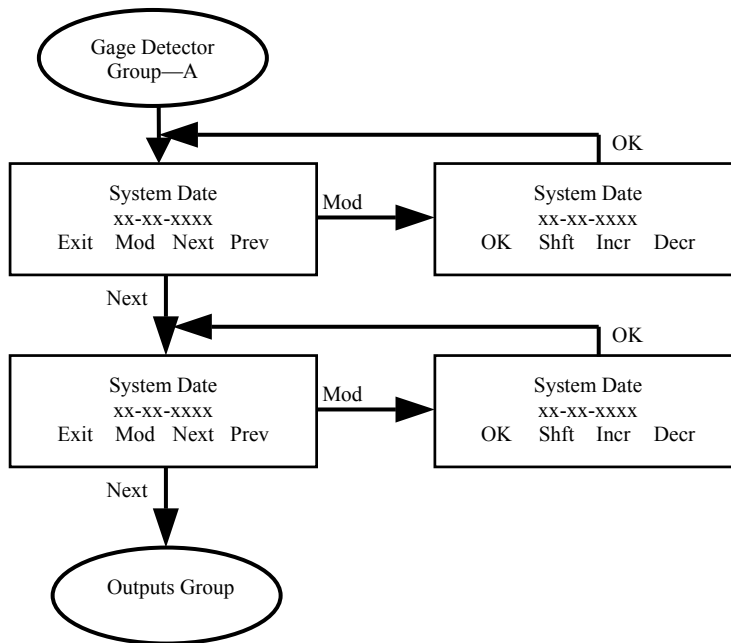 Gage Detector
Group—A
OK
System Date
xx-xx-xxxx
Exit Mod Next Prev
Mod
System Date
xx-xx-xxxx
OK Shft Incr Decr
Next
OK
System Date
xx-xx-xxxx
Exit Mod Next Prev
Mod
System Date
xx-xx-xxxx
OK Shft Incr Decr
Next
Outputs Group